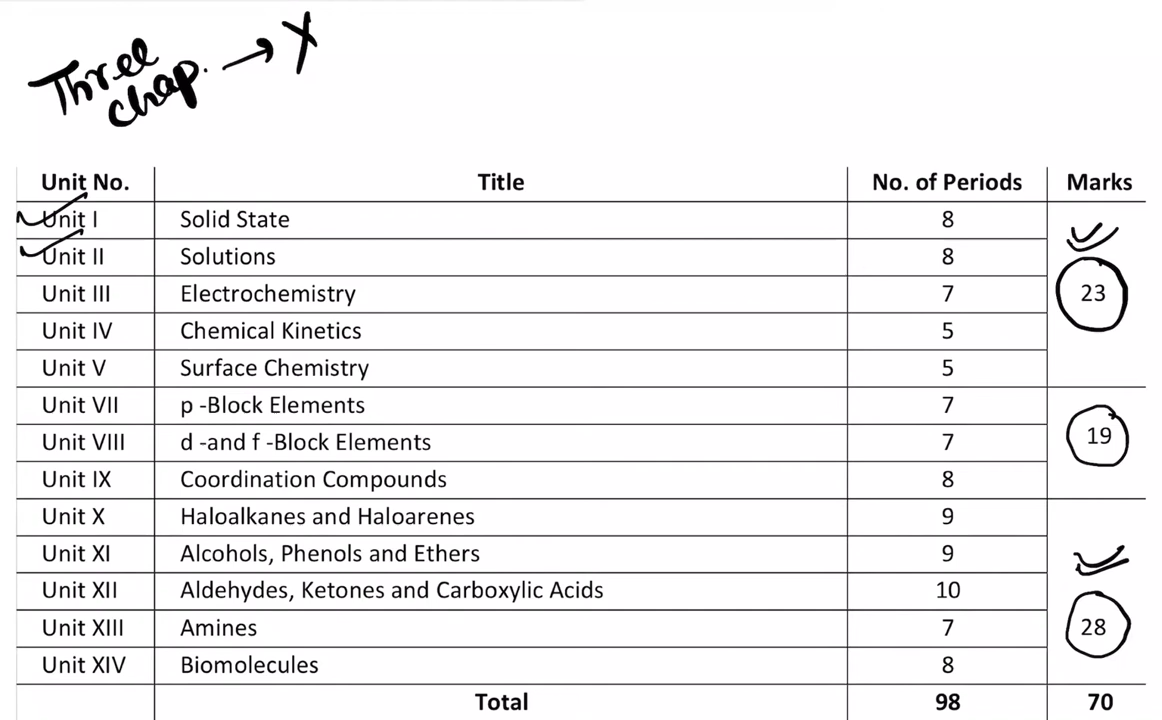 Three
chap. → X
Unit No. Title No. of Periods Marks
Unit I Solid State 8
Unit II Solutions 8
Unit III Electrochemistry 7 23
Unit IV Chemical Kinetics 5
Unit V Surface Chemistry 5
Unit VII p -Block Elements 7
Unit VIII d -and f -Block Elements 7 19
Unit IX Coordination Compounds 8
Unit X Haloalkanes and Haloarenes 9
Unit XI Alcohols, Phenols and Ethers 9
Unit XII Aldehydes, Ketones and Carboxylic Acids 10
Unit XIII Amines 7 28
Unit XIV Biomolecules 8
Total 98 70